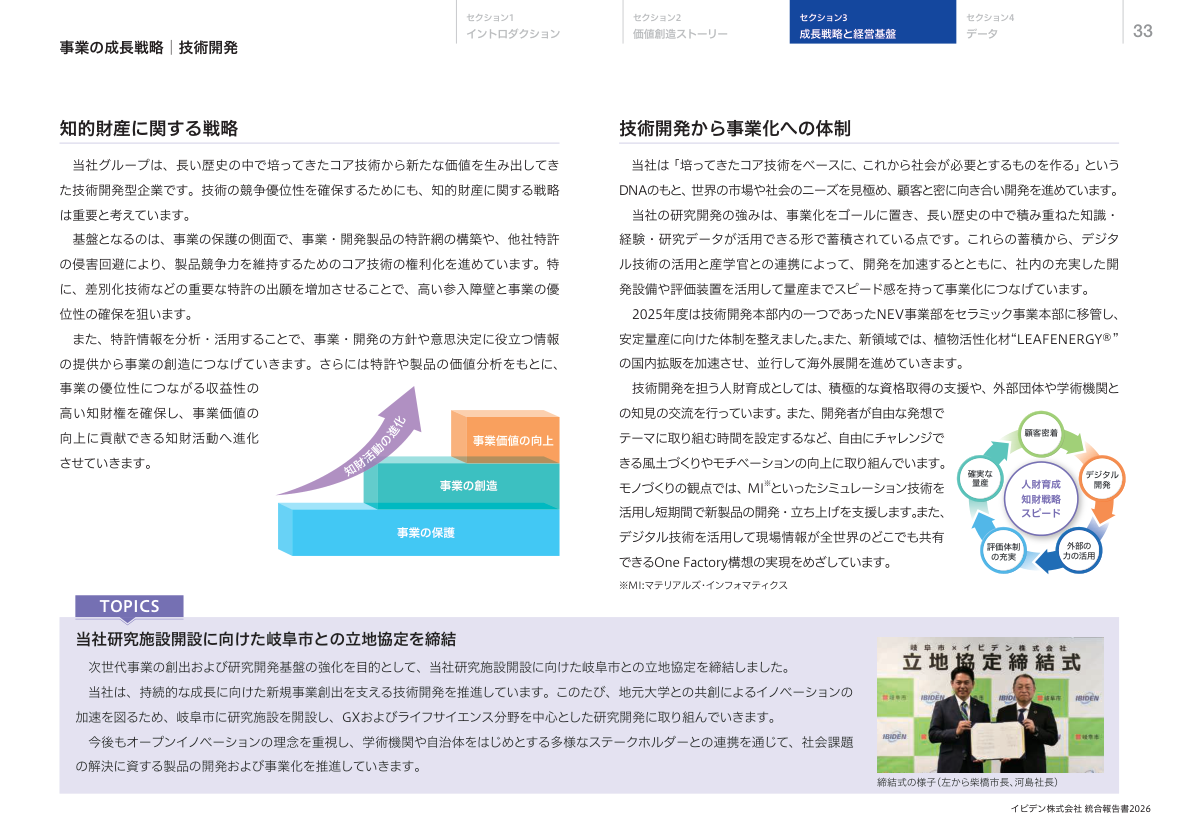 セクション1
イントロダクション
セクション2
価値創造ストーリー
セクション3
成長戦略と経営基盤
セクション4
データ
33
事業の成長戦略｜技術開発
知的財産に関する戦略
当社グループは、長い歴史の中で培ってきたコア技術から新たな価値を生み出してき
た技術開発型企業です。技術の競争優位性を確保するためにも、知的財産に関する戦略
は重要と考えています。
基盤となるのは、事業の保護の側面で、事業・開発製品の特許網の構築や、他社特許
の侵害回避により、製品競争力を維持するためのコア技術の権利化を進めています。特
に、差別化技術などの重要な特許の出願を増加させることで、高い参入障壁と事業の優
位性の確保を狙います。
また、特許情報を分析・活用することで、事業・開発の方針や意思決定に役立つ情報
の提供から事業の創造につなげていきます。さらには特許や製品の価値分析をもとに、
事業の優位性につながる収益性の
高い知財権を確保し、事業価値の
向上に貢献できる知財活動へ進化
させていきます。
知財活動の進化
事業価値の向上
事業の創造
事業の保護
技術開発から事業化への体制
当社は「培ってきたコア技術をベースに、これから社会が必要とするものを作る」という
DNAのもと、世界の市場や社会のニーズを見極め、顧客と密に向き合い開発を進めています。
当社の研究開発の強みは、事業化をゴールに置き、長い歴史の中で積み重ねた知識・
経験・研究データが活用できる形で蓄積されている点です。これらの蓄積から、デジタ
ル技術の活用と産学官との連携によって、開発を加速するとともに、社内の充実した開
発設備や評価装置を活用して量産までスピード感を持って事業化につなげています。
2025年度は技術開発本部内の一つであったNEV事業部をセラミック事業本部に移管し、
安定量産に向けた体制を整えました。また、新領域では、植物活性化材“LEAFENERGY®”
の国内拡販を加速させ、並行して海外展開を進めていきます。
技術開発を担う人財育成としては、積極的な資格取得の支援や、外部団体や学術機関と
の知見の交流を行っています。また、開発者が自由な発想で
テーマに取り組む時間を設定するなど、自由にチャレンジで
きる風土づくりやモチベーションの向上に取り組んでいます。
モノづくりの観点では、MI※といったシミュレーション技術を
活用し短期間で新製品の開発・立ち上げを支援します。また、
デジタル技術を活用して現場情報が全世界のどこでも共有
できるOne Factory構想の実現をめざしています。
※MI:マテリアルズ・インフォマティクス
顧客密着
デジタル
開発
外部の
力の活用
評価体制
の充実
確実な
量産
人財育成
知財戦略
スピード
TOPICS
当社研究施設開設に向けた岐阜市との立地協定を締結
次世代事業の創出および研究開発基盤の強化を目的として、当社研究施設開設に向けた岐阜市との立地協定を締結しました。
当社は、持続的な成長に向けた新規事業創出を支える技術開発を推進しています。このたび、地元大学との共創によるイノベーションの
加速を図るため、岐阜市に研究施設を開設し、GXおよびライフサイエンス分野を中心とした研究開発に取り組んでいきます。
今後もオープンイノベーションの理念を重視し、学術機関や自治体をはじめとする多様なステークホルダーとの連携を通じて、社会課題
の解決に資する製品の開発および事業化を推進していきます。
岐阜市×イビデン株式会社
立地協定締結式
岐阜市
IBIDEN
IBIDEN
岐阜市
IBIDEN
IBIDEN
岐阜市
締結式の様子（左から柴橋市長、河島社長）
イビデン株式会社 統合報告書2026